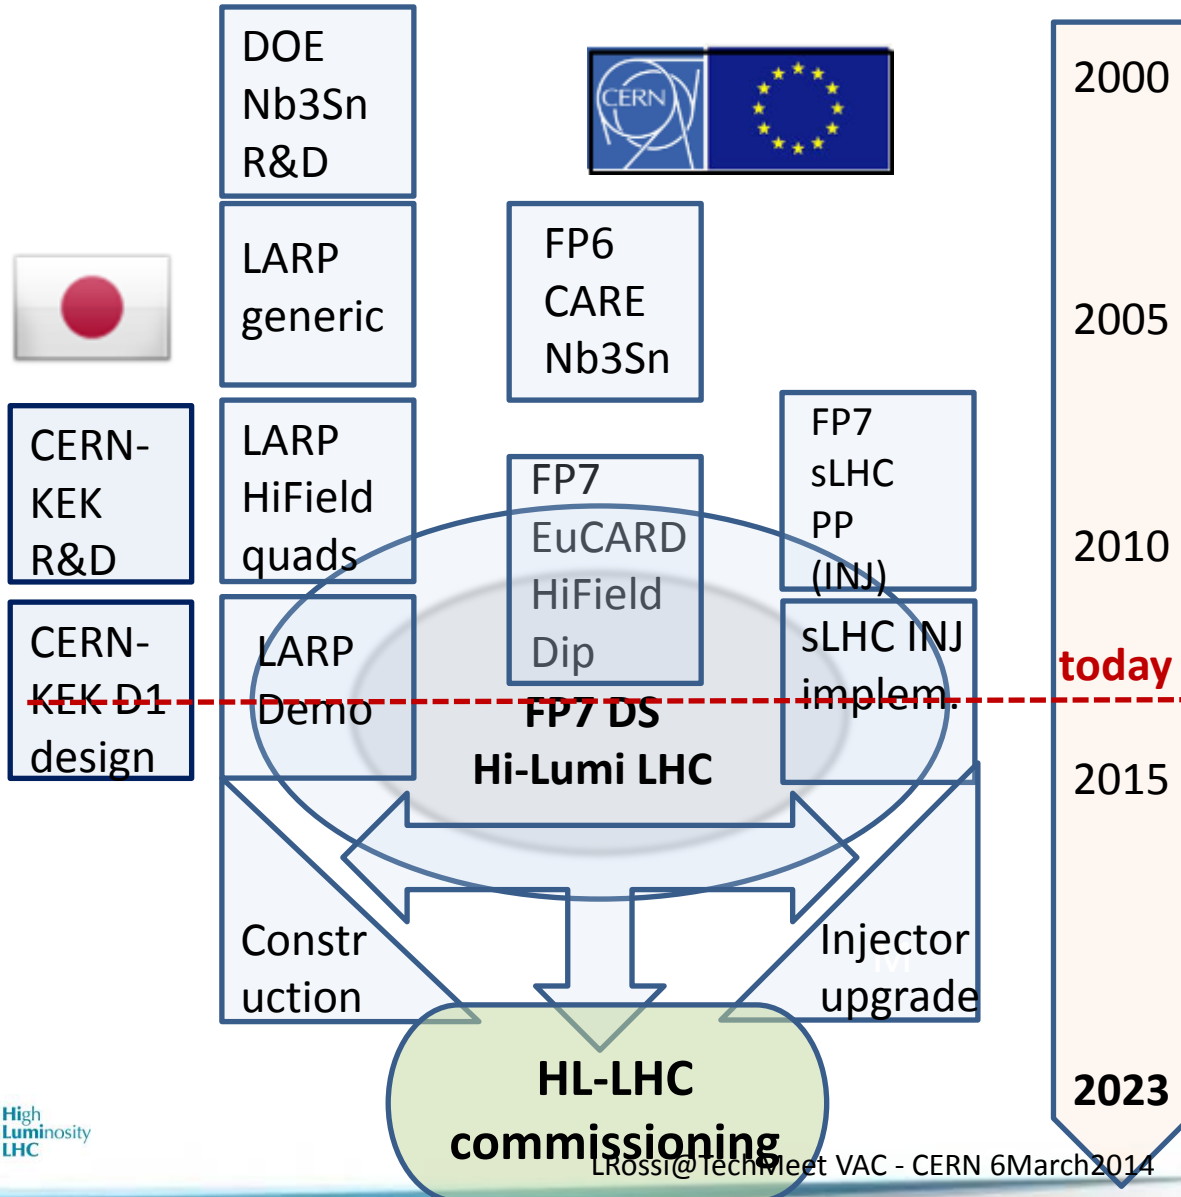 DOE
Nb3Sn
R&D
CERN
2000
LARP
generic
FP6
CARE
Nb3Sn
2005
CERN-
KEK
R&D
LARP
HiField
quads
FP7
EuCARD
HiField
Dip
FP7
sLHC
PP
(INJ)
2010
CERN-
KEK D1
design
LARP
Demo
sLHC INJ
implem.
today
FP7 DS
Hi-Lumi LHC
2015
Constr
uction
Injector
upgrade
HL-LHC
commissioning
2023
High
Luminosity
LHC
LRossi@TechMeet VAC - CERN 6March2014